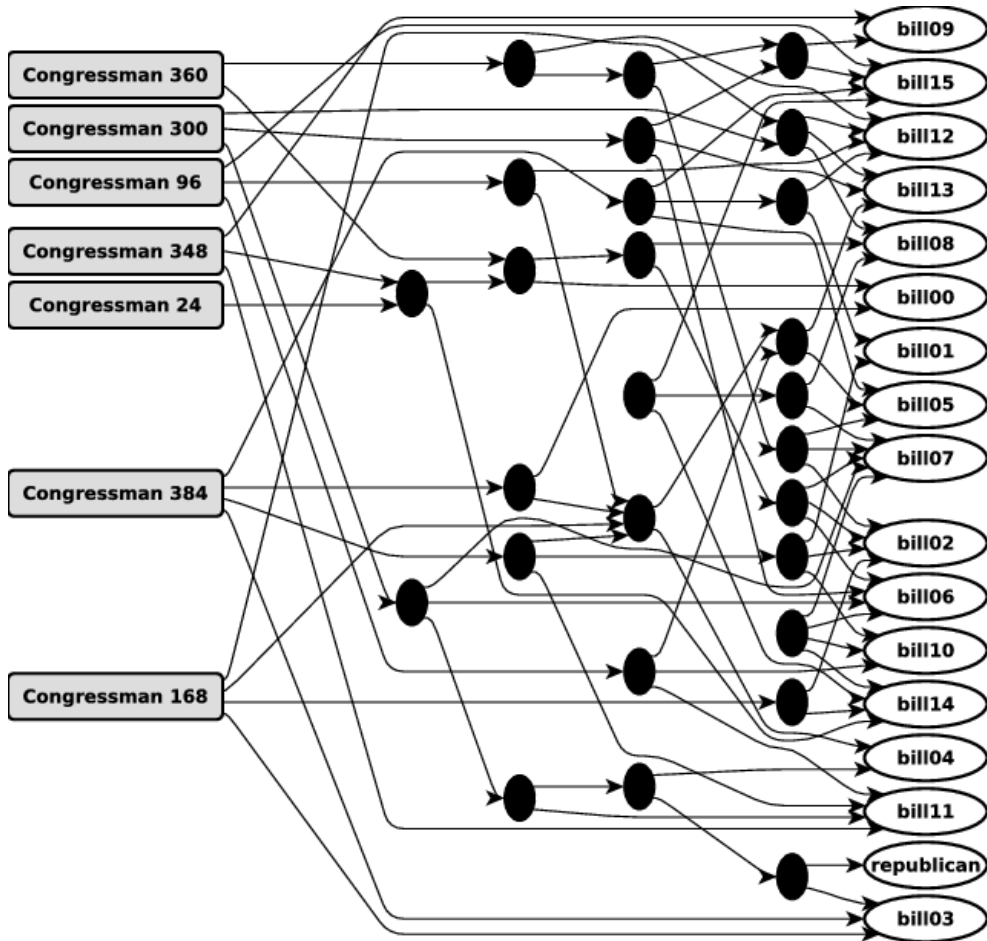 Congressman 360
Congressman 300
Congressman 96
Congressman 348
Congressman 24
Congressman 384
Congressman 168
bill09
bill15
bill12
bill13
bill08
bill00
bill01
bill05
bill07
bill02
bill06
bill10
bill14
bill04
bill11
republican
bill03